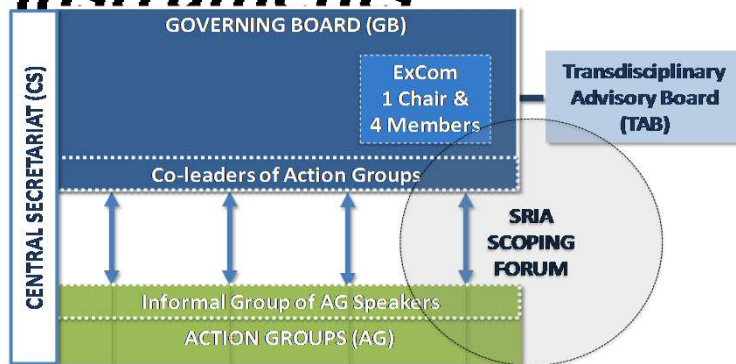 GOVERNING BOARD (GB)
ExCom
1 Chair &
4 Members
Transdisciplinary
Advisory Board
(TAB)
CENTRAL SECRETARIAT (CS)
Co-leaders of Action Groups
SRIA
SCOPING
FORUM
Informal Group of AG Speakers
ACTION GROUPS (AG)